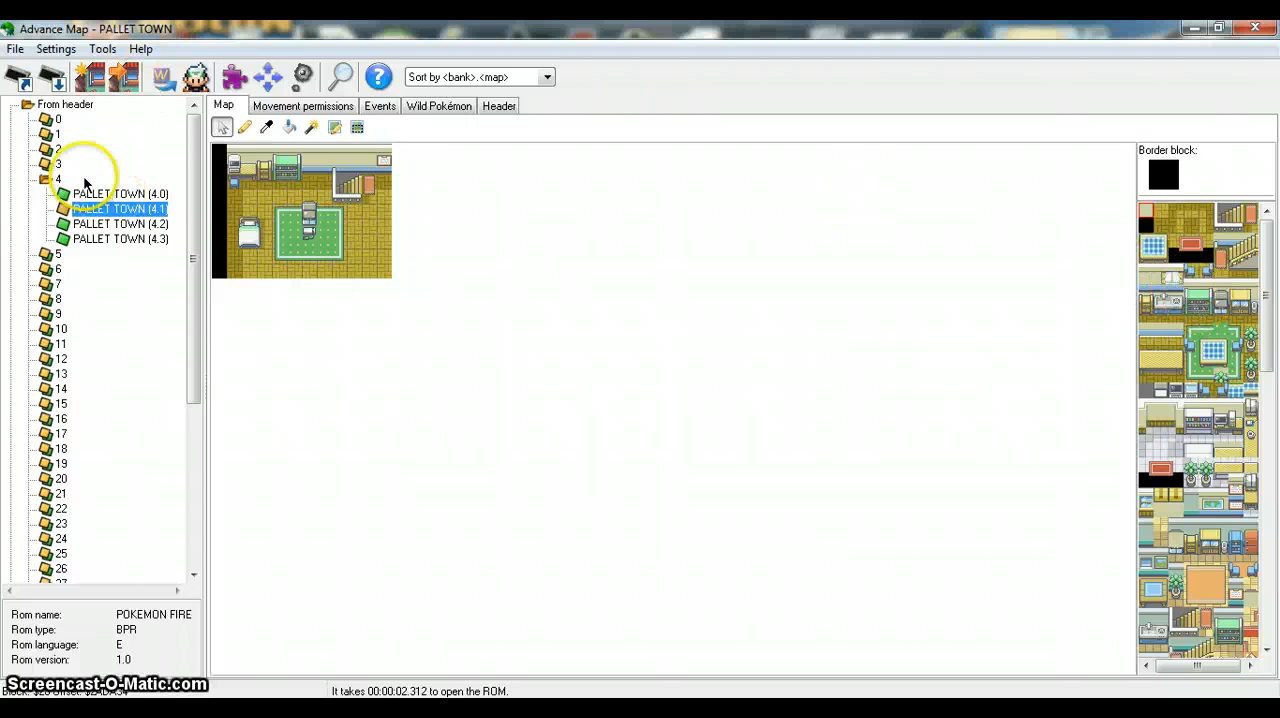 Advance Map - PALLET TOWN
File Settings Tools Help
Sort by <bank>.<map>
From header
Map Movement permissions Events Wild Pokémon Header
0
1
2
3
4
PALLET TOWN (4.0)
PALLET TOWN (4.1)
PALLET TOWN (4.2)
PALLET TOWN (4.3)
5
6
7
8
9
10
11
12
13
14
15
16
17
18
19
20
21
22
23
24
25
26
27
Border block:
Rom name: POKEMON FIRE
Rom type: BPR
Rom language: E
Rom version: 1.0
Screencast-O-Matic.com
It takes 00:00:02.312 to open the ROM.